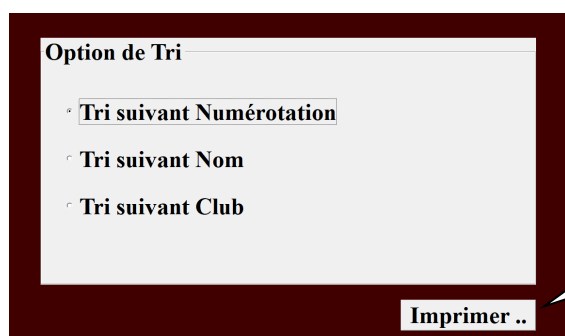 Option de Tri
Tri suivant Numérotation
Tri suivant Nom
Tri suivant Club
Imprimer ..